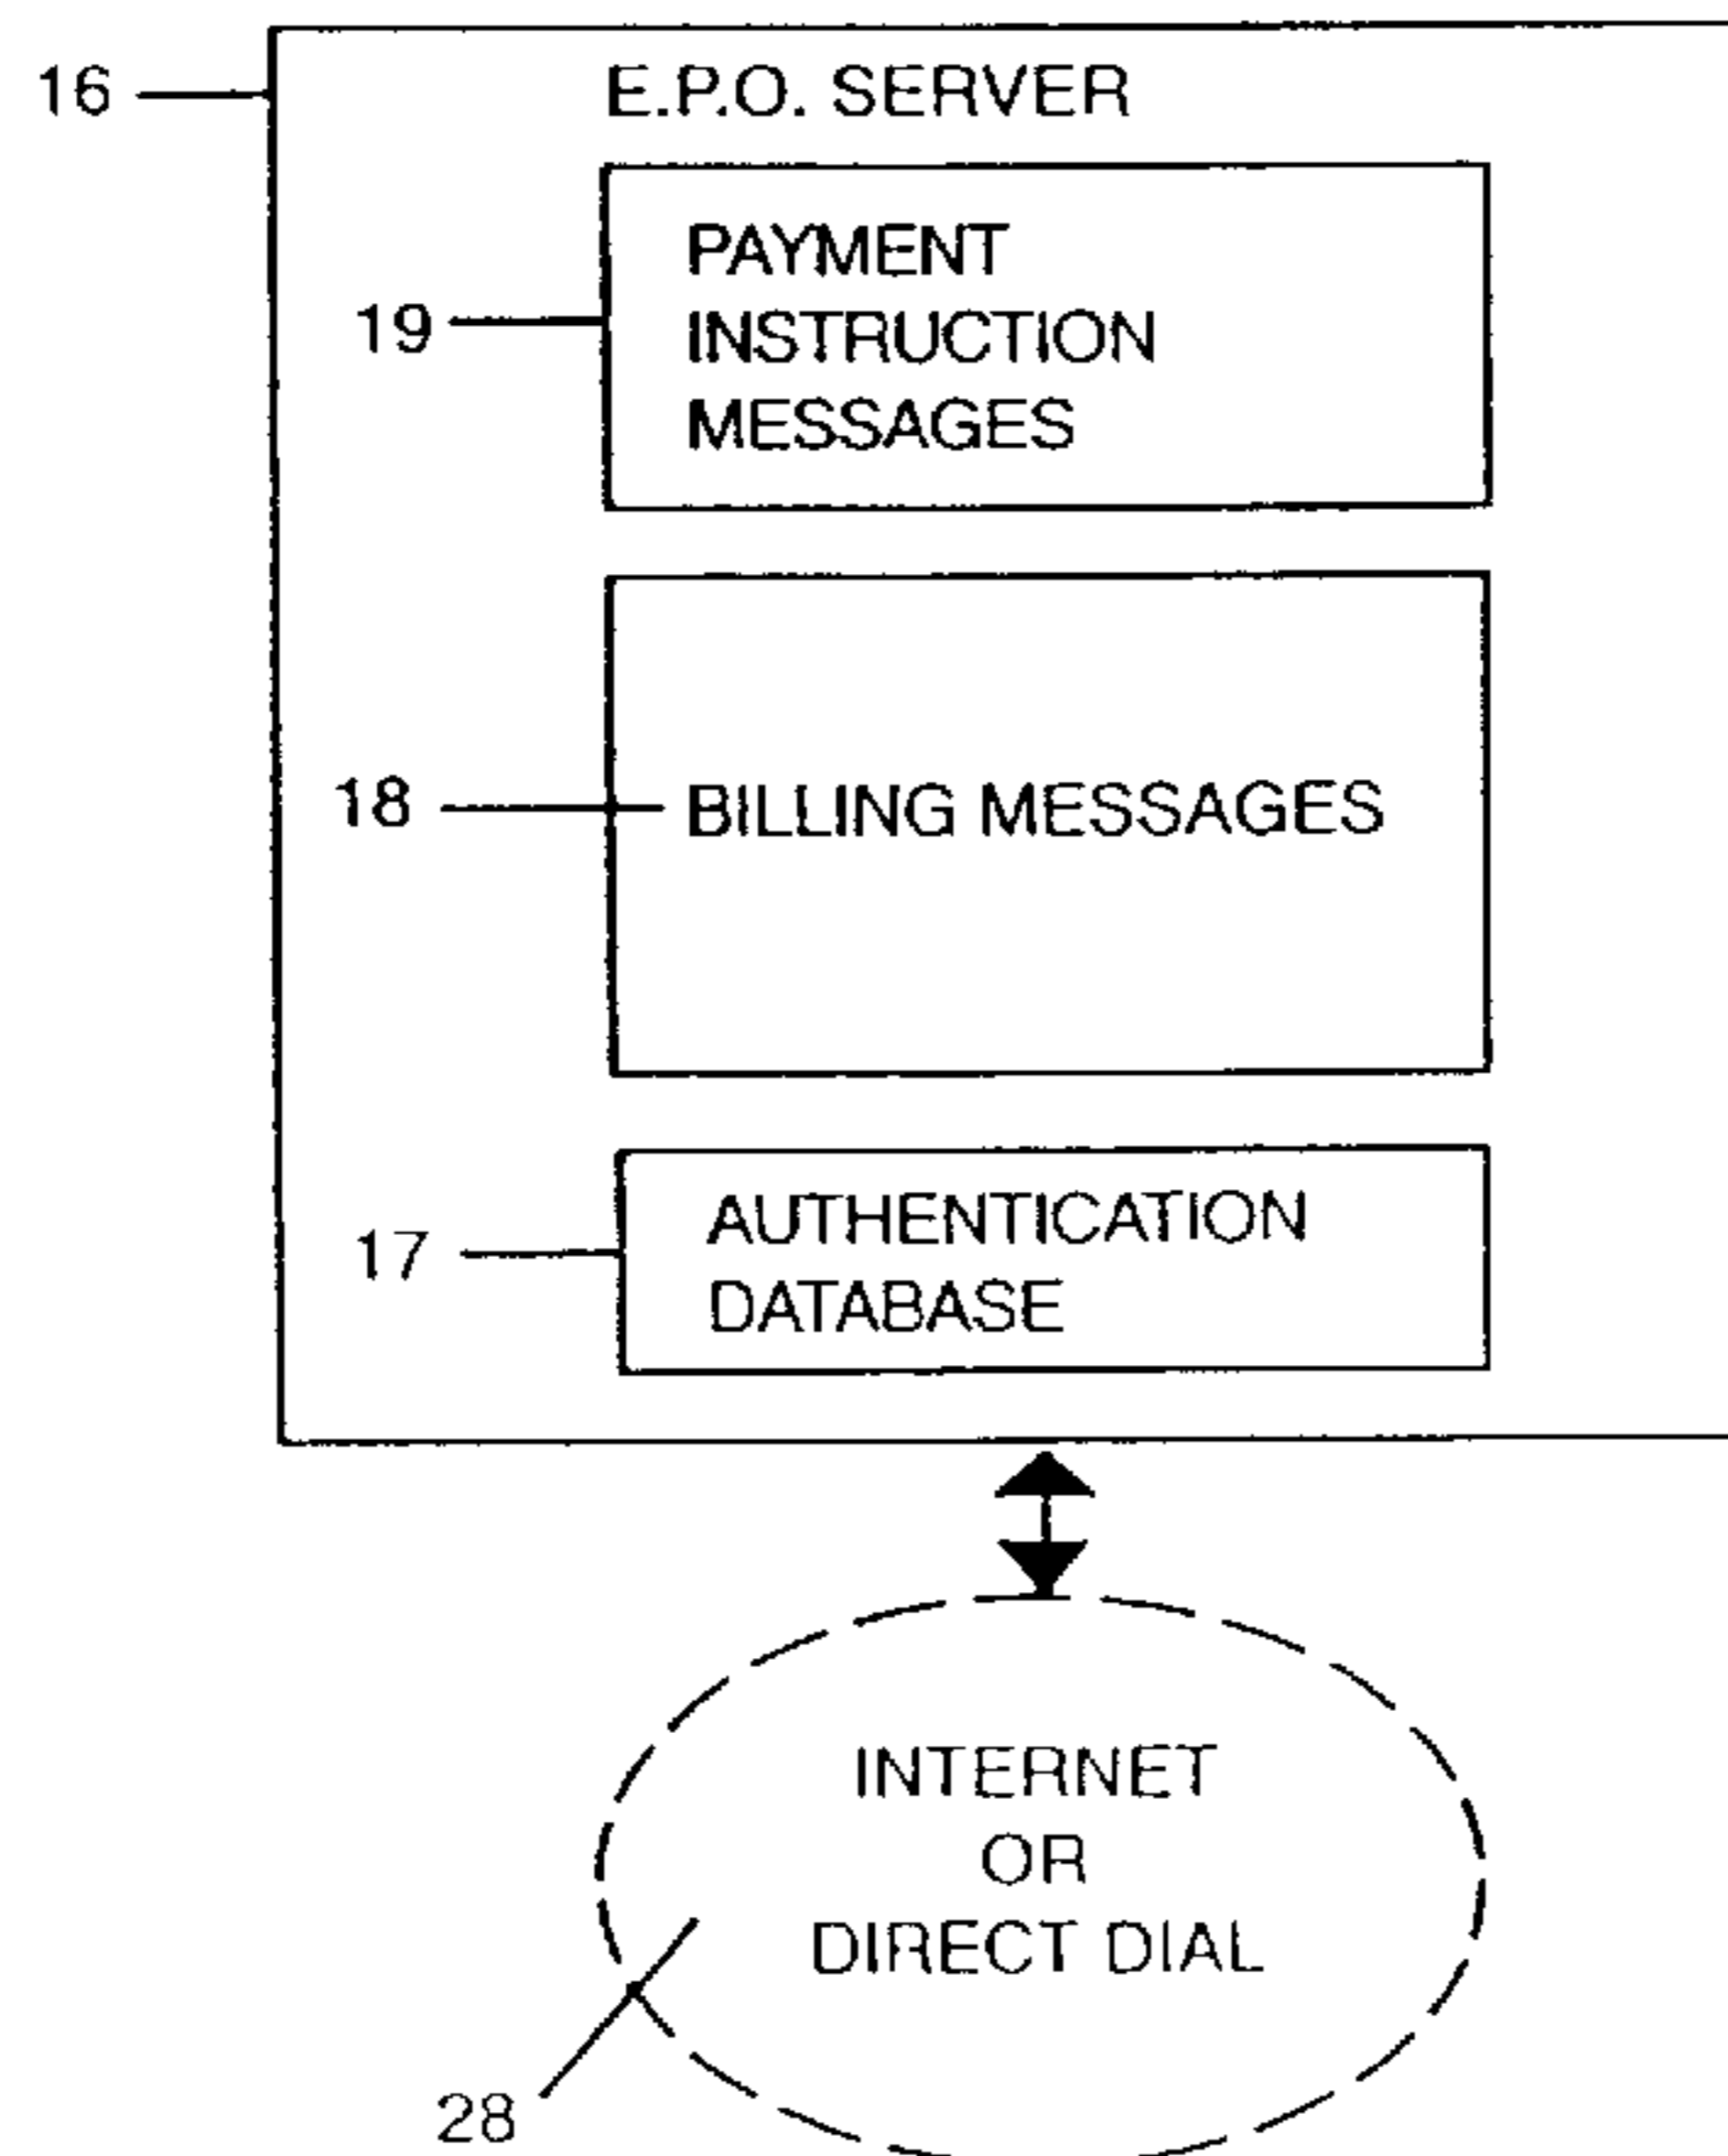 16
E.P.O. SERVER
19
PAYMENT
INSTRUCTION
MESSAGES
18
BILLING MESSAGES
17
AUTHENTICATION
DATABASE
INTERNET
OR
DIRECT DIAL
28